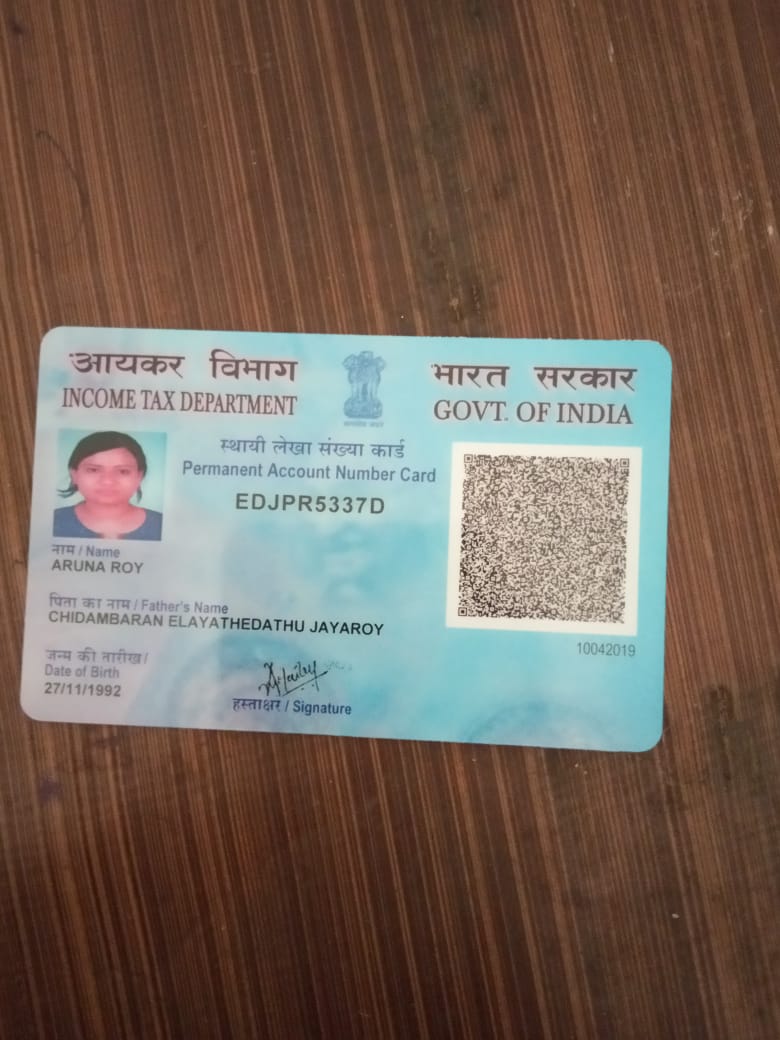 आयकर विभाग
INCOME TAX DEPARTMENT
भारत सरकार
GOVT. OF INDIA
स्थायी लेखा संख्या कार्ड
Permanent Account Number Card
EDJPR5337D
नाम / Name
ARUNA ROY
पिता का नाम / Father's Name
CHIDAMBARAN ELAYATHEDATHU JAYAROY
जन्म की तारीख /
Date of Birth
27/11/1992
हस्ताक्षर / Signature
10042019